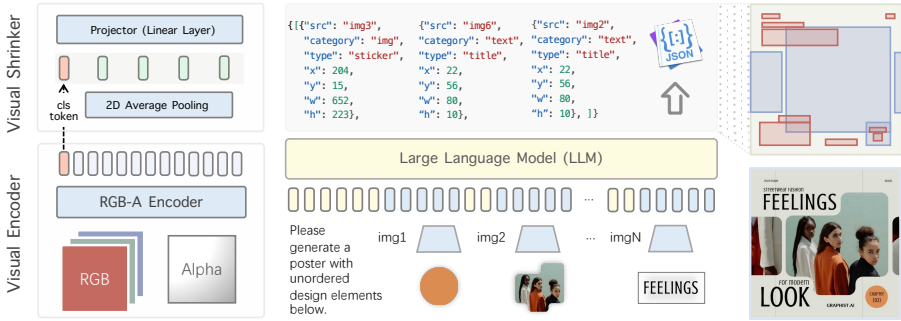 Visual Shrinker
Projector (Linear Layer)
cls
token
2D Average Pooling
Visual Encoder
RGB-A Encoder
RGB
Alpha
{[{"src": "img3",
"category": "img",
"type": "sticker",
"x": 204,
"y": 15,
"w": 652,
"h": 223},
{"src": "img6",
"category": "text",
"type": "title",
"x": 22,
"y": 56,
"w": 80,
"h": 10},
{"src": "img2",
"category": "text",
"type": "title",
"x": 22,
"y": 56,
"w": 80,
"h": 10}, ]}
{[:]}
JSON
Large Language Model (LLM)
...
Please
generate a
poster with
unordered
design elements
below.
img1
img2
...
imgN
FEELINGS
streetwear fashion
FEELINGS
for modern
LOOK
GRAPHIST AI